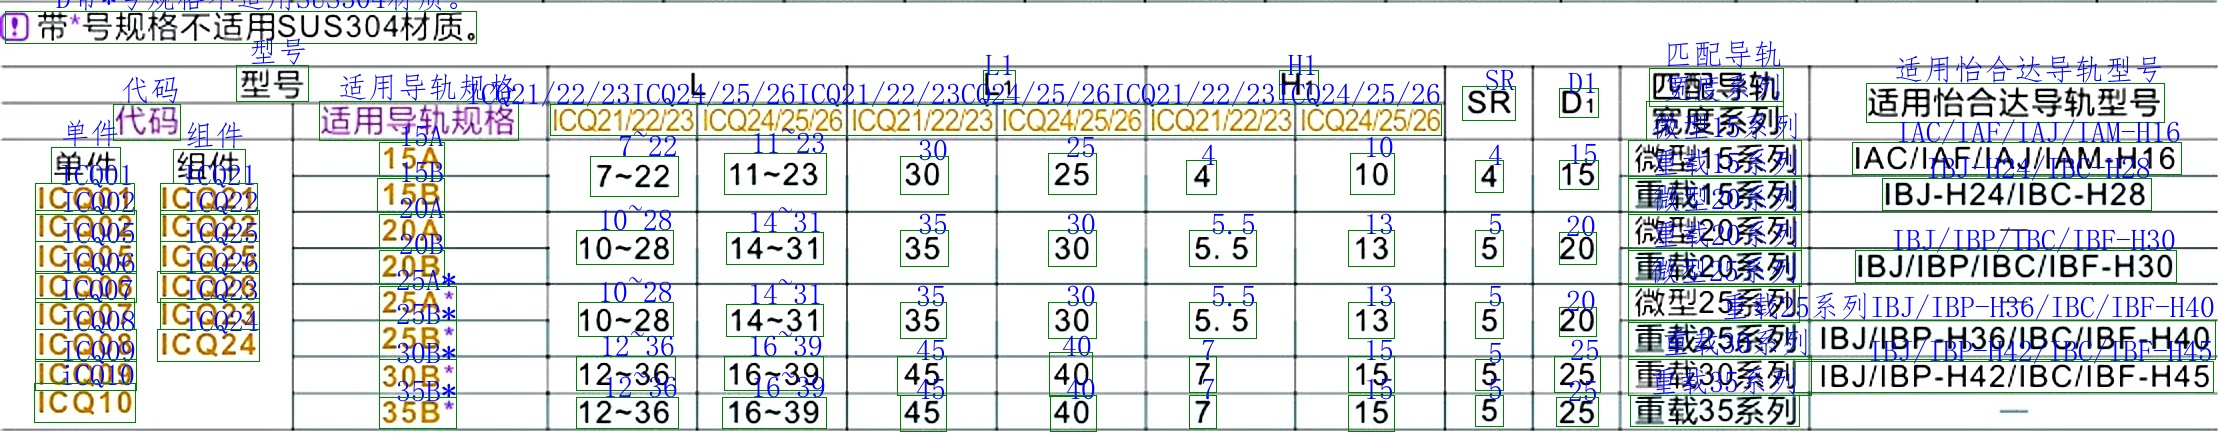 带*号规格不适用SUS304材质。
型号 L L1 H1 SR D1 匹配导轨宽度系列 适用怡合达导轨型号
代码 适用导轨规格 ICQ21/22/23 ICQ24/25/26 ICQ21/22/23 ICQ24/25/26 ICQ21/22/23 ICQ24/25/26
单件 组件
15A 7~22 11~23 30 25 4 10 4 15 微型15系列 IAC/IAF/IAJ/IAM-H16
ICQ01 ICQ21 15B 重载15系列 IBJ-H24/IBC-H28
ICQ02 ICQ22 20A 10~28 14~31 35 30 5.5 13 5 20 微型20系列 —
ICQ05 ICQ25 20B 重载20系列 IBJ/IBP/IBC/IBF-H30
ICQ06 ICQ26 25A* 10~28 14~31 35 30 5.5 13 5 20 微型25系列 —
ICQ07 ICQ23 25B* 重载25系列 IBJ/IBP-H36/IBC/IBF-H40
ICQ08 ICQ24
ICQ09 30B* 12~36 16~39 45 40 7 15 5 25 重载30系列 IBJ/IBP-H42/IBC/IBF-H45
ICQ10 35B* 12~36 16~39 45 40 7 15 5 25 重载35系列 —